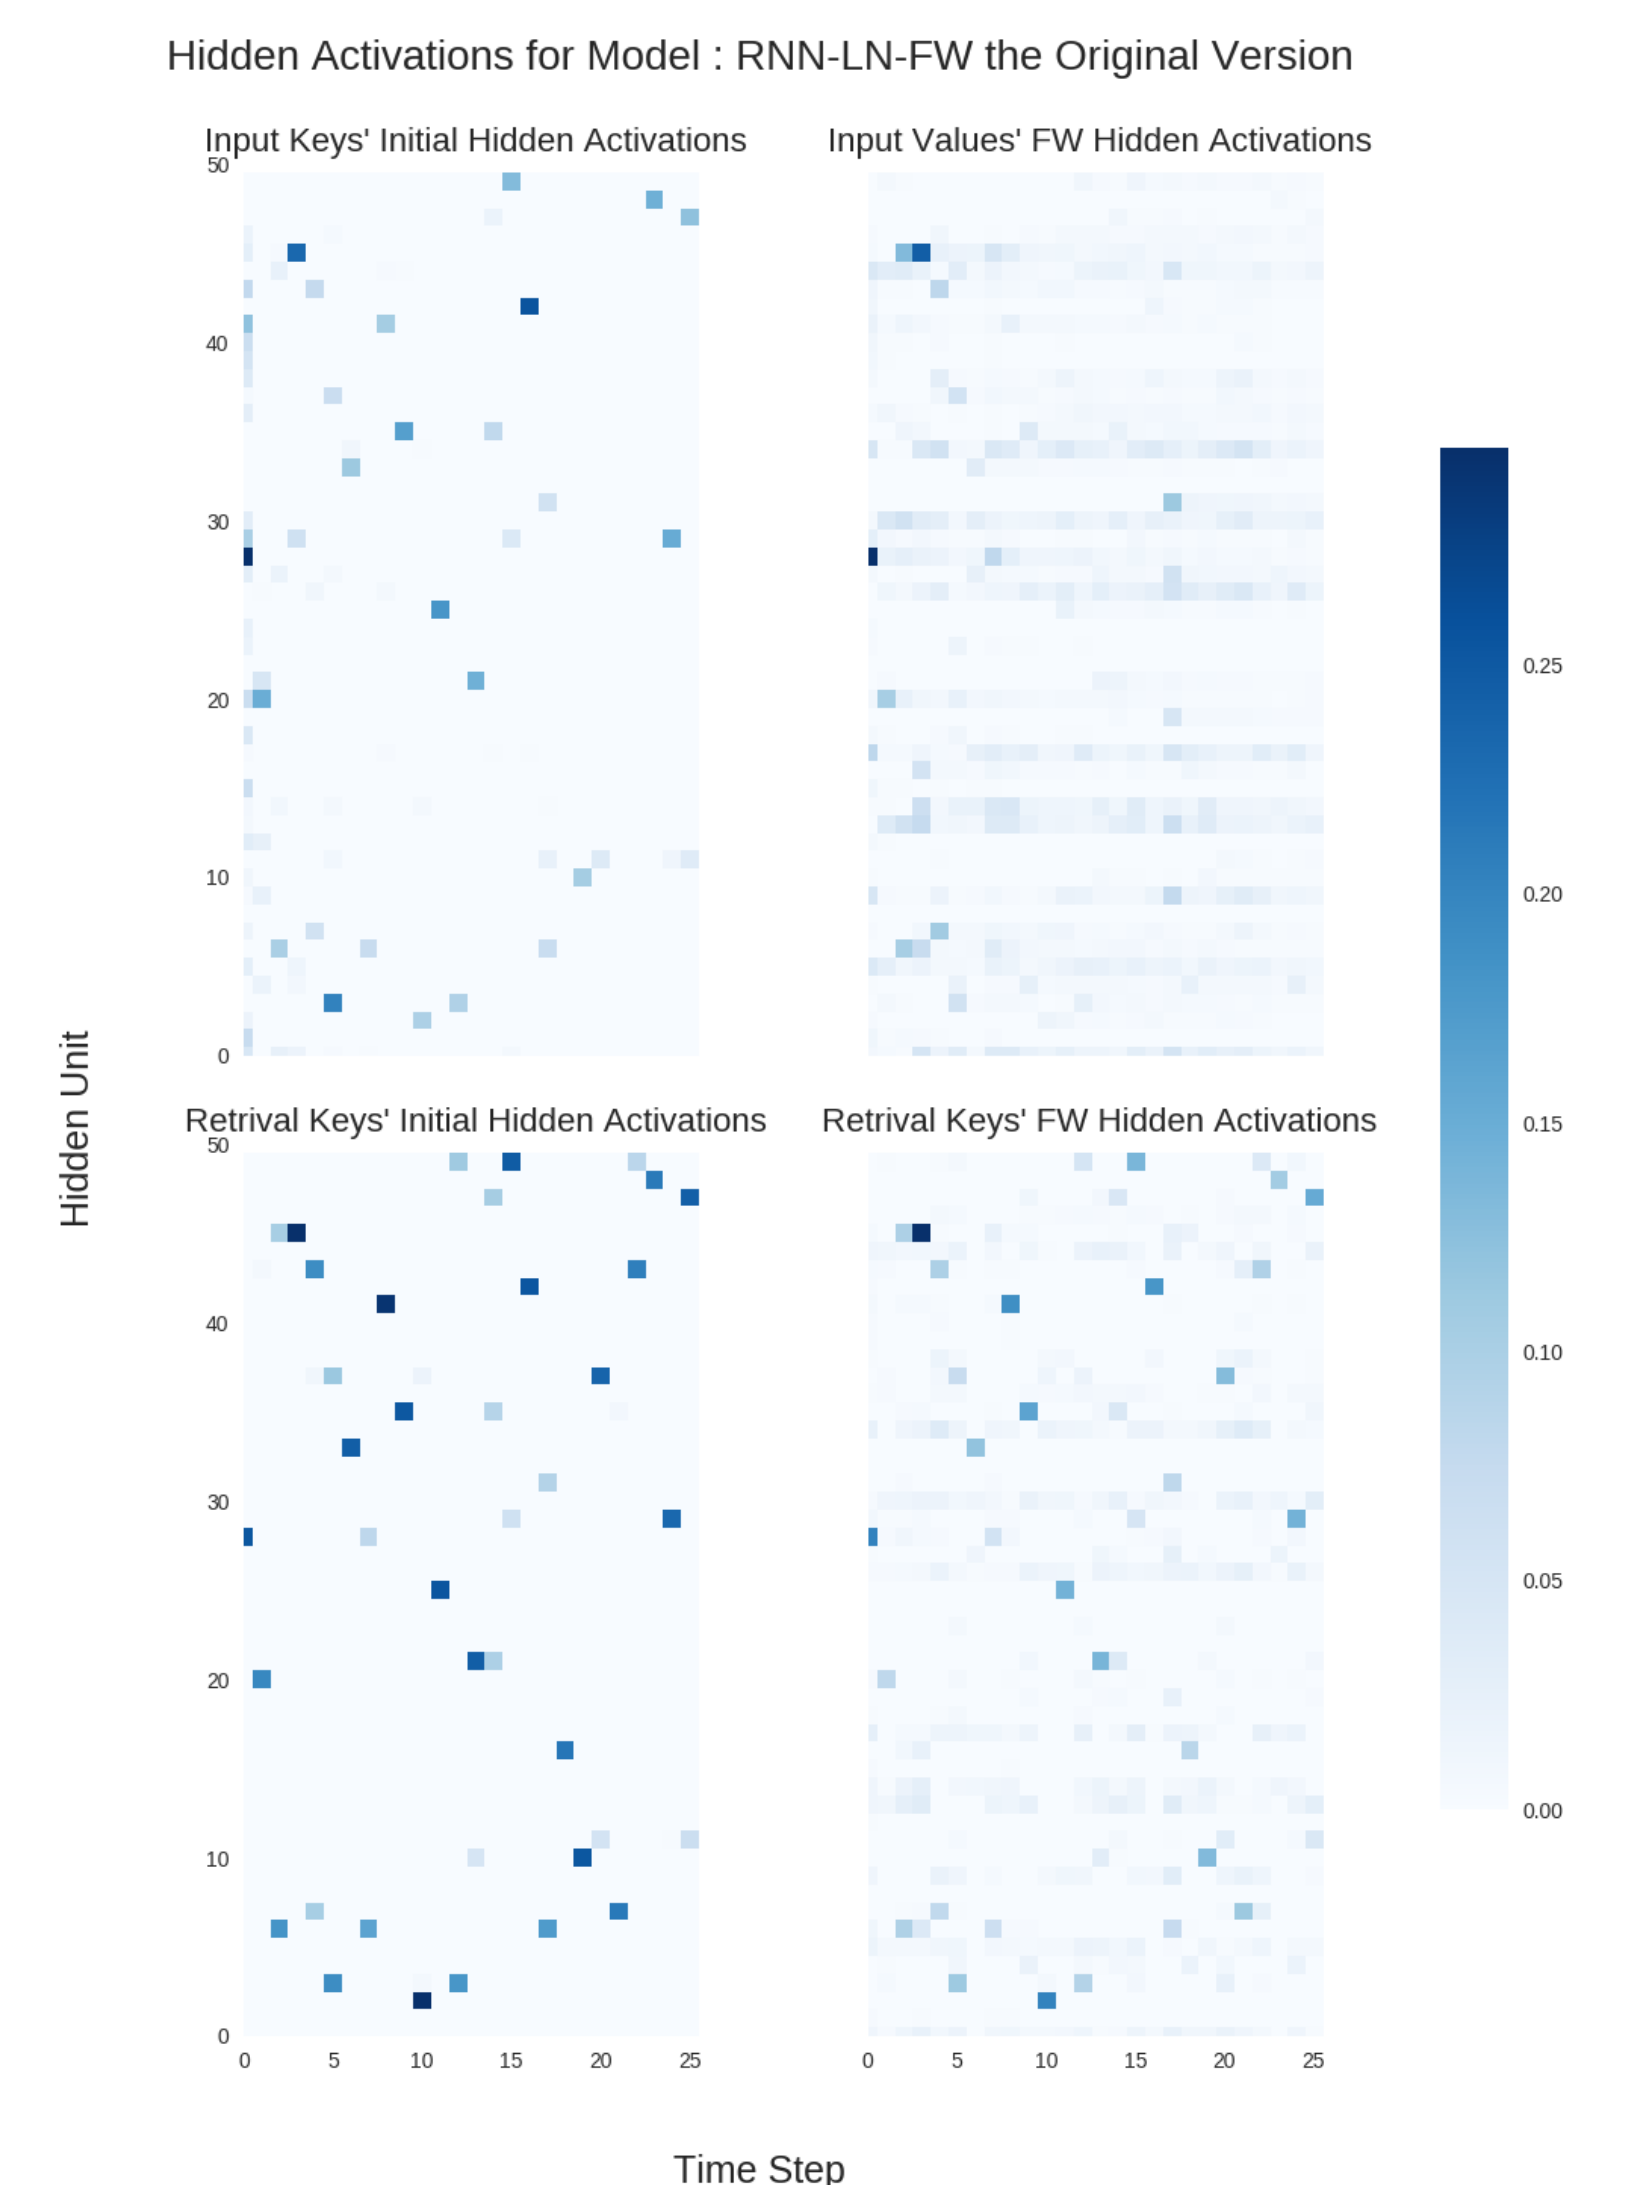 Hidden Activations for Model : RNN-LN-FW the Original Version
Input Keys' Initial Hidden Activations
Input Values' FW Hidden Activations
50
40
30
20
10
0
Retrival Keys' Initial Hidden Activations
Retrival Keys' FW Hidden Activations
50
40
30
20
10
0
0 5 10 15 20 25
0 5 10 15 20 25
Hidden Unit
Time Step
0.25
0.20
0.15
0.10
0.05
0.00